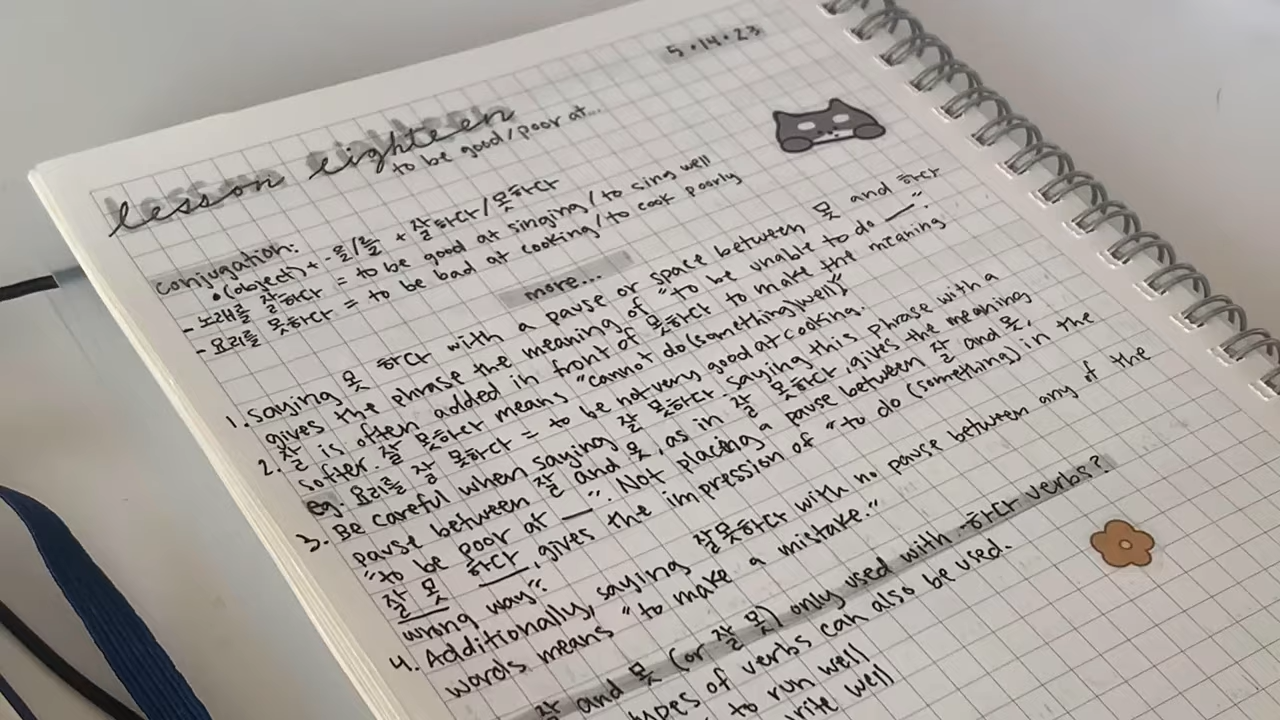 5.14.23
lesson eighteen
to be good/poor at...
conjugation:
•(object) + -을/를 + 잘하다/못하다
- 노래를 잘하다 = to be good at singing/to sing well
- 요리를 못하다 = to be bad at cooking/to cook poorly
more...
1. saying 못 하다 with a pause or space between 못 and 하다
gives the phrase the meaning of "to be unable to do __".
2. 잘 is often added in front of 못하다 to make the meaning
softer. 잘 못하다 means "cannot do (something)(well)";
eg. 요리를 잘 못하다 = to be not very good at cooking.
3. Be careful when saying 잘 못하다 saying this phrase with a
pause between 잘 and 못, as in 잘 못하다, gives the meaning
"to be poor at __". Not placing a pause between 잘 and 못,
잘 못 하다, gives the impression of "to do (something) in the
wrong way".
4. Additionally, saying 잘못하다 with no pause between any of the
words means "to make a mistake."
잘 and 못 (or 잘 못) only used with -하다 verbs?
types of verbs can also be used.
to run well
write well